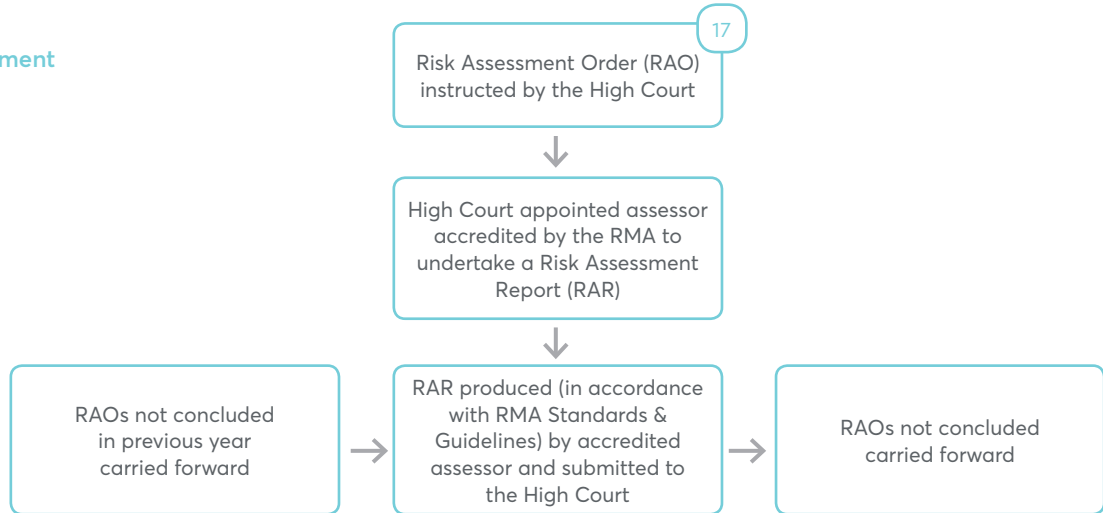 ment
17
Risk Assessment Order (RAO)
instructed by the High Court
High Court appointed assessor
accredited by the RMA to
undertake a Risk Assessment
Report (RAR)
RAOs not concluded
in previous year
carried forward
RAR produced (in accordance
with RMA Standards &
Guidelines) by accredited
assessor and submitted to
the High Court
RAOs not concluded
carried forward